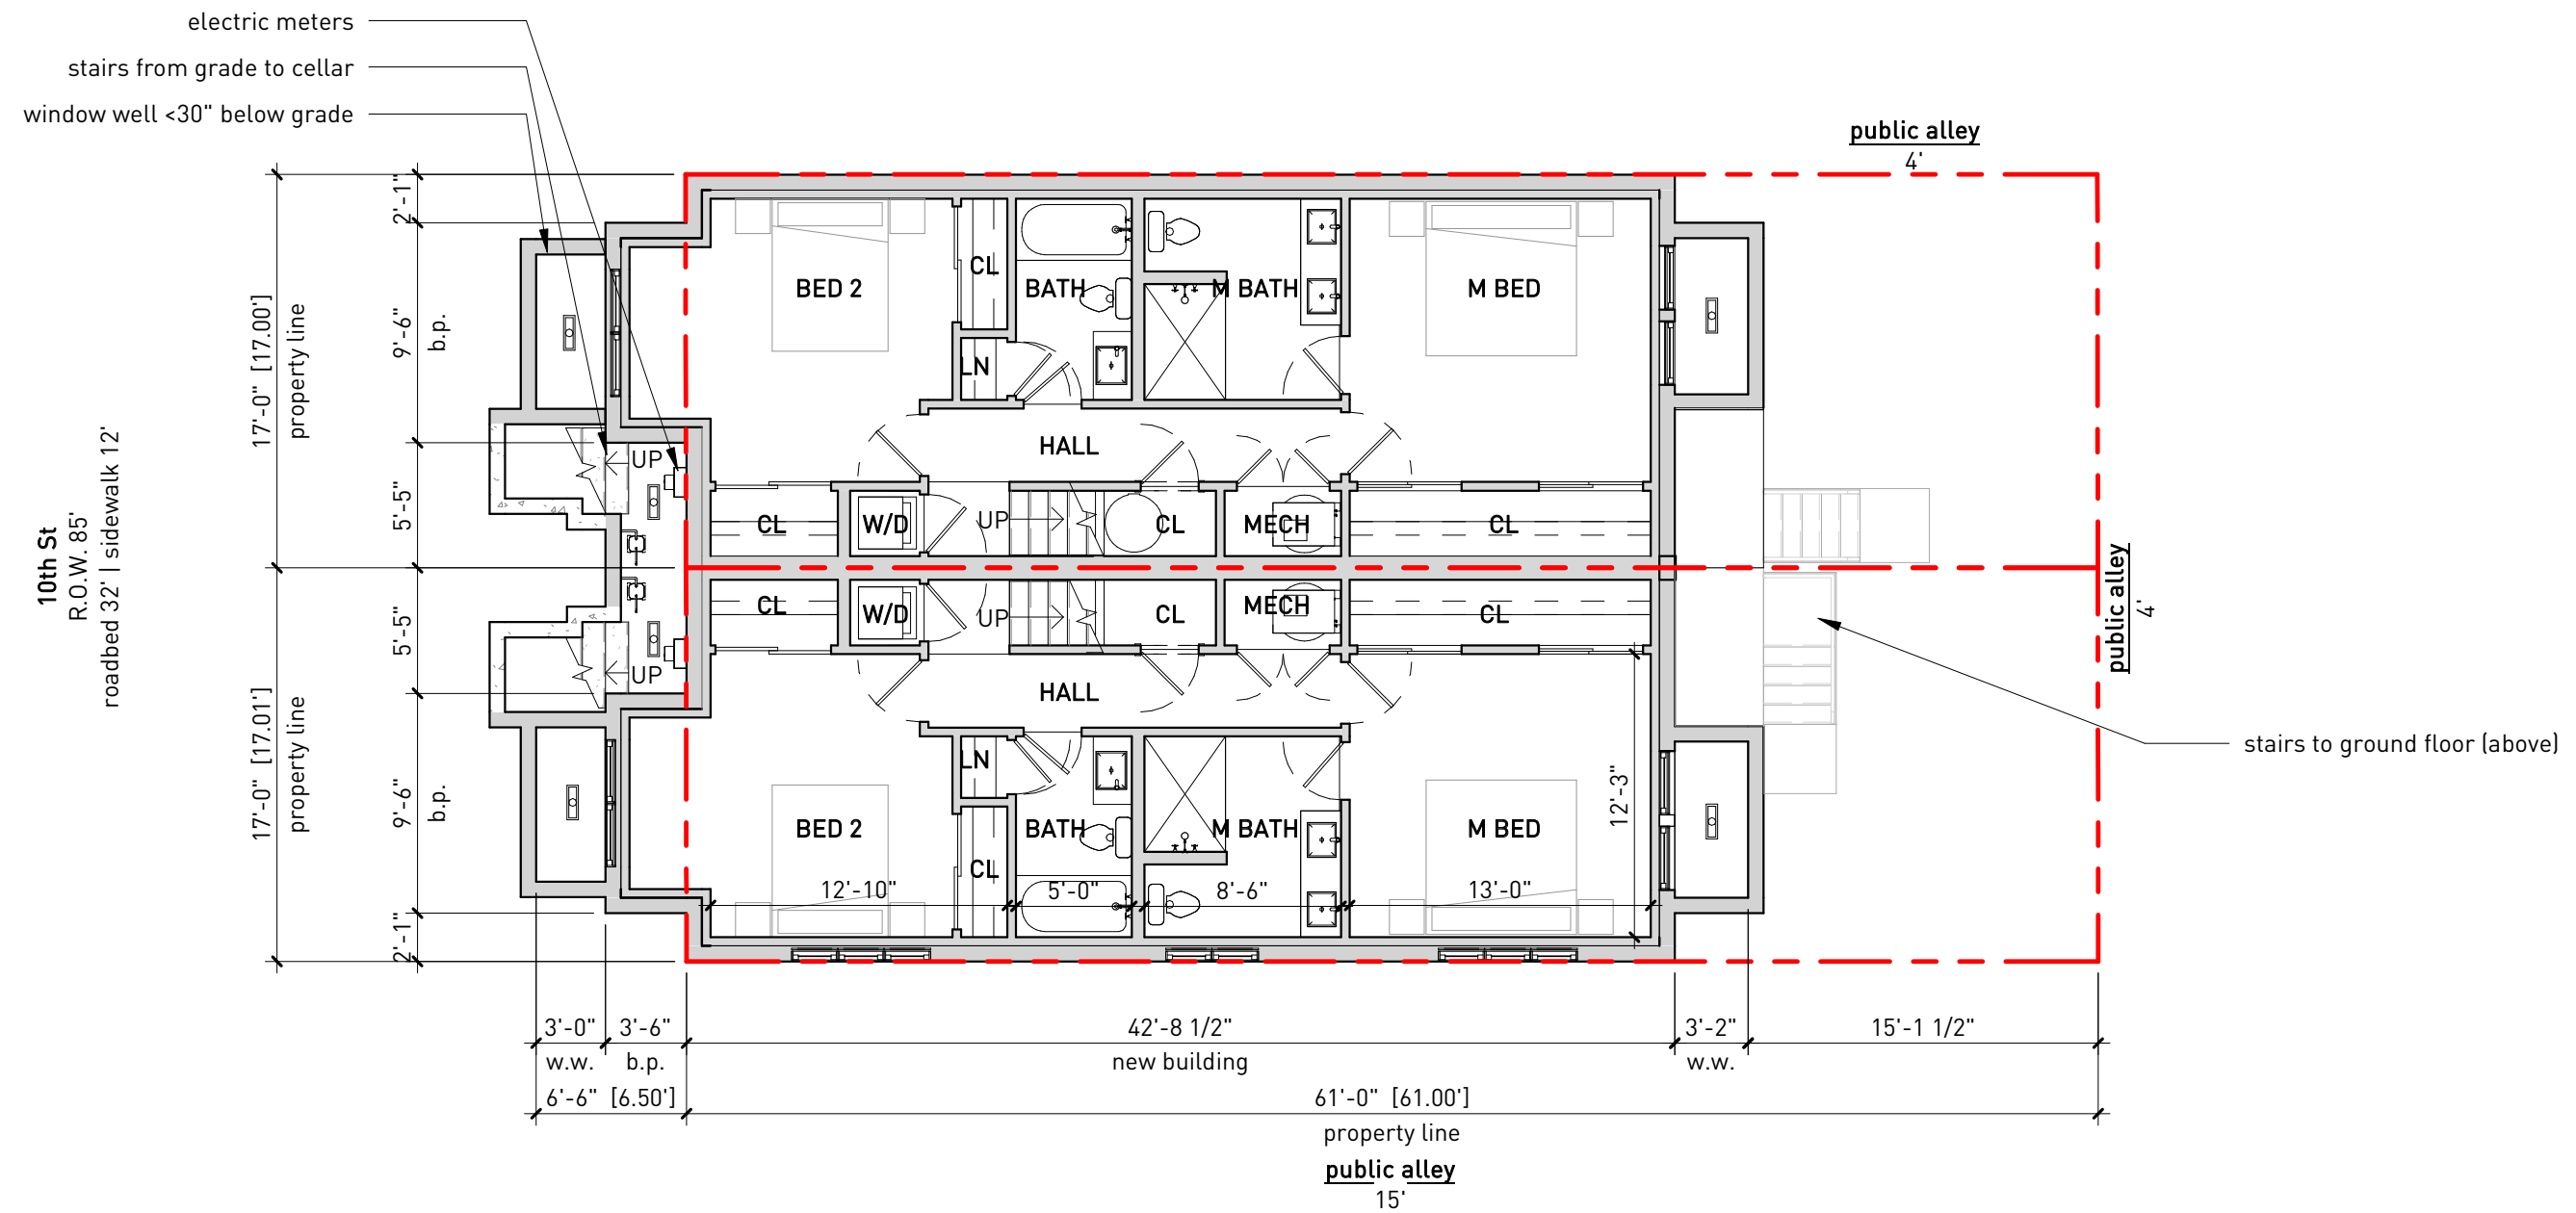 electric meters
stairs from grade to cellar
window well <30" below grade
public alley
4'
2'-1"
9'-6"
b.p.
17'-0" [17.00']
property line
5'-5"
10th St
R.O.W. 85'
roadbed 32' | sidewalk 12'
5'-5"
17'-0" [17.01']
property line
9'-6"
b.p.
2'-1"
BED 2
CL
BATH
M BATH
M BED
LN
HALL
UP
CL
W/D
UP
CL
MECH
CL
CL
W/D
UP
CL
MECH
CL
UP
HALL
LN
BED 2
CL
BATH
M BATH
M BED
12'-3"
12'-10"
5'-0"
8'-6"
13'-0"
public alley
4'
stairs to ground floor (above)
3'-0"
w.w.
3'-6"
b.p.
42'-8 1/2"
new building
3'-2"
w.w.
15'-1 1/2"
6'-6" [6.50']
61'-0" [61.00']
property line
public alley
15'